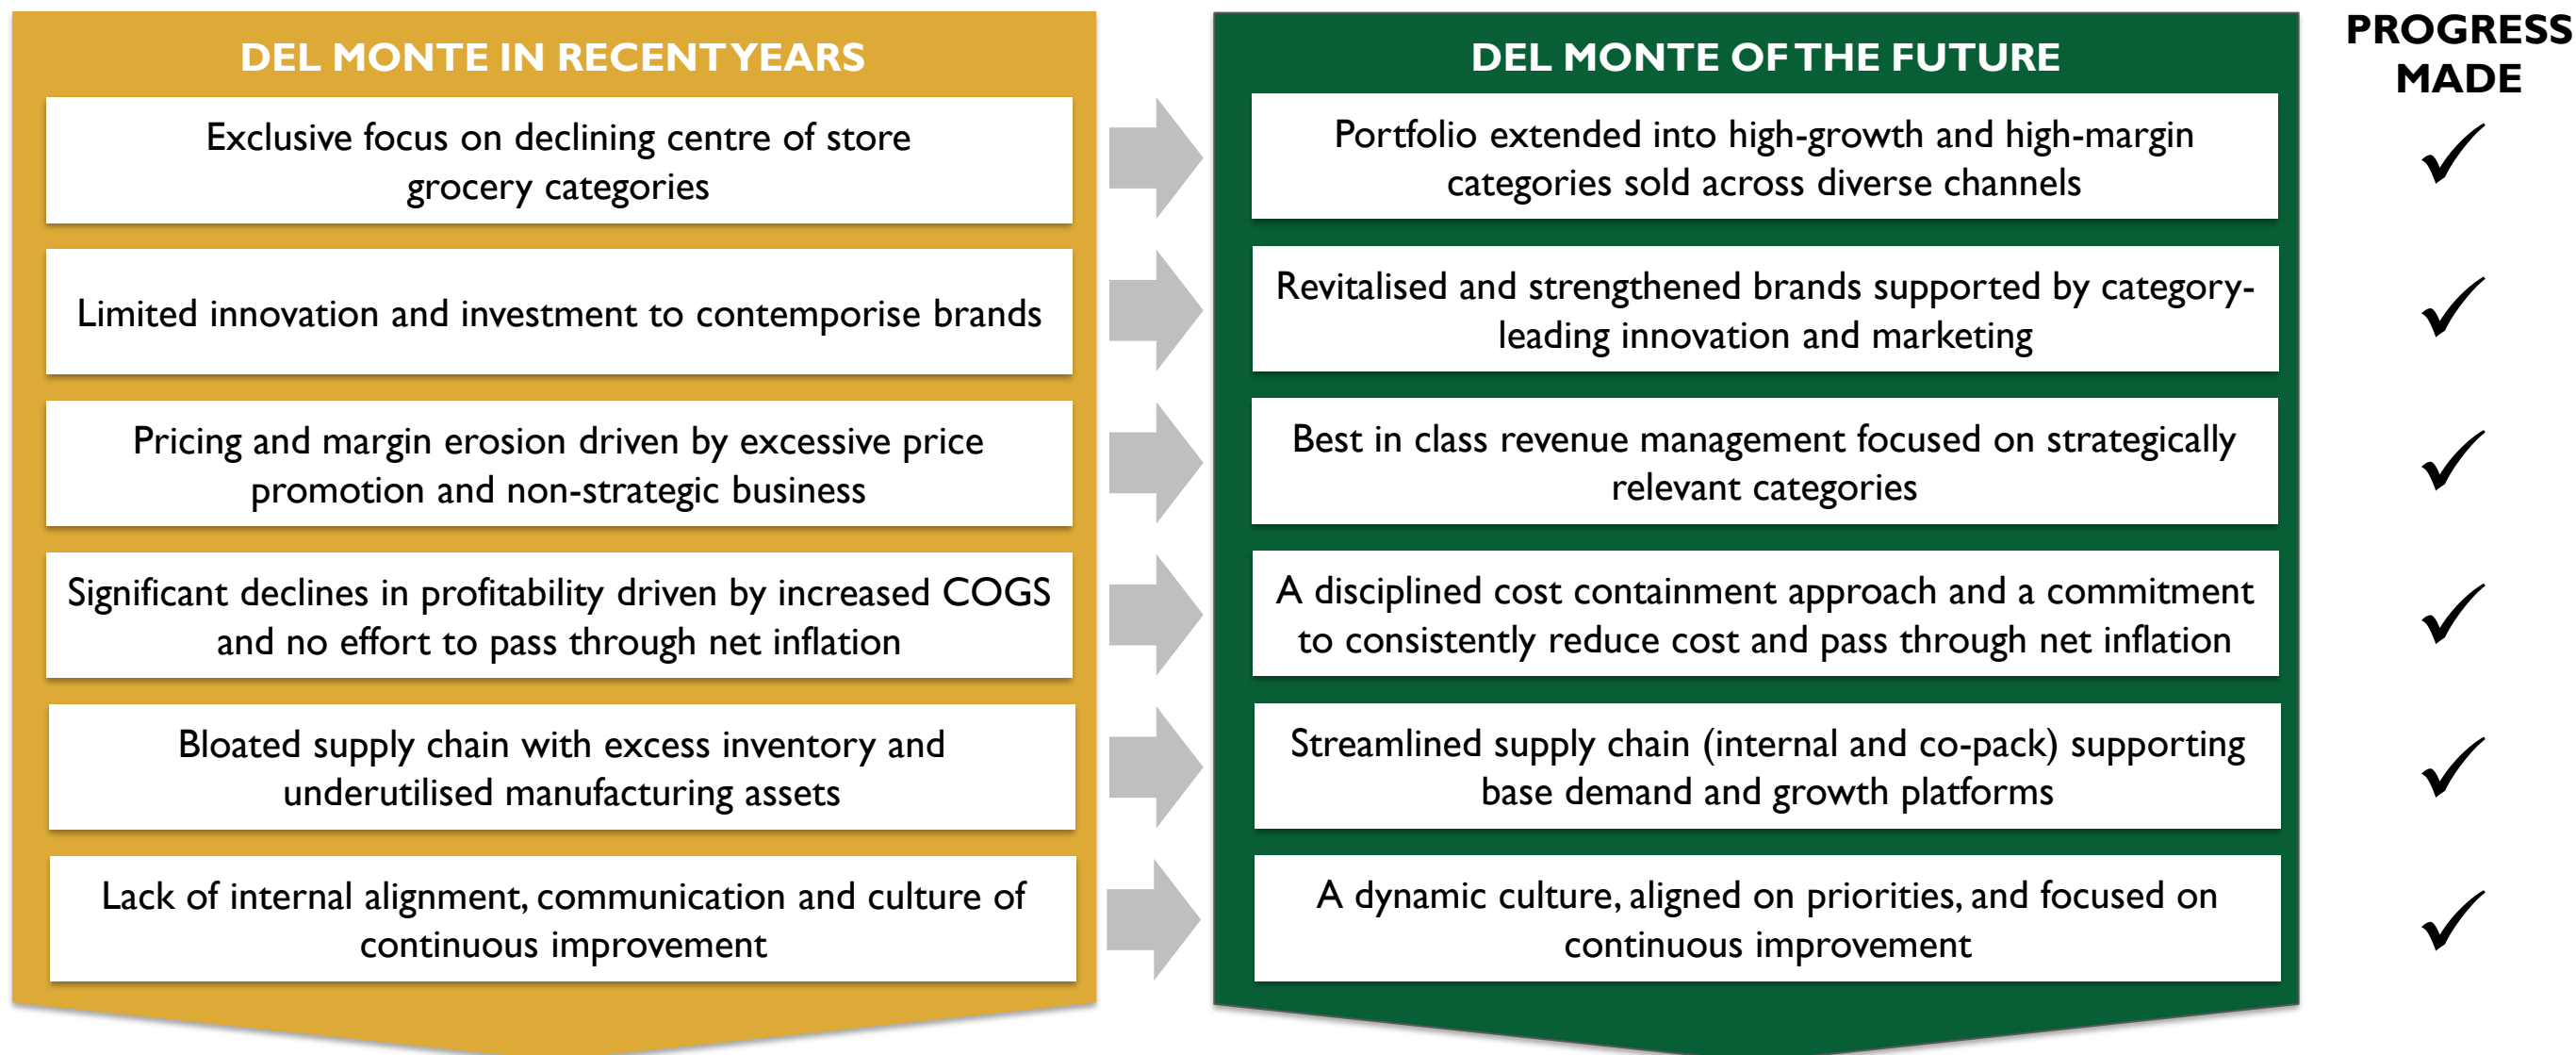 DEL MONTE IN RECENT YEARS
DEL MONTE OF THE FUTURE
PROGRESS
MADE
Exclusive focus on declining centre of store
grocery categories
Portfolio extended into high-growth and high-margin
categories sold across diverse channels
✓
Limited innovation and investment to contemporise brands
Revitalised and strengthened brands supported by category-
leading innovation and marketing
✓
Pricing and margin erosion driven by excessive price
promotion and non-strategic business
Best in class revenue management focused on strategically
relevant categories
✓
Significant declines in profitability driven by increased COGS
and no effort to pass through net inflation
A disciplined cost containment approach and a commitment
to consistently reduce cost and pass through net inflation
✓
Bloated supply chain with excess inventory and
underutilised manufacturing assets
Streamlined supply chain (internal and co-pack) supporting
base demand and growth platforms
✓
Lack of internal alignment, communication and culture of
continuous improvement
A dynamic culture, aligned on priorities, and focused on
continuous improvement
✓